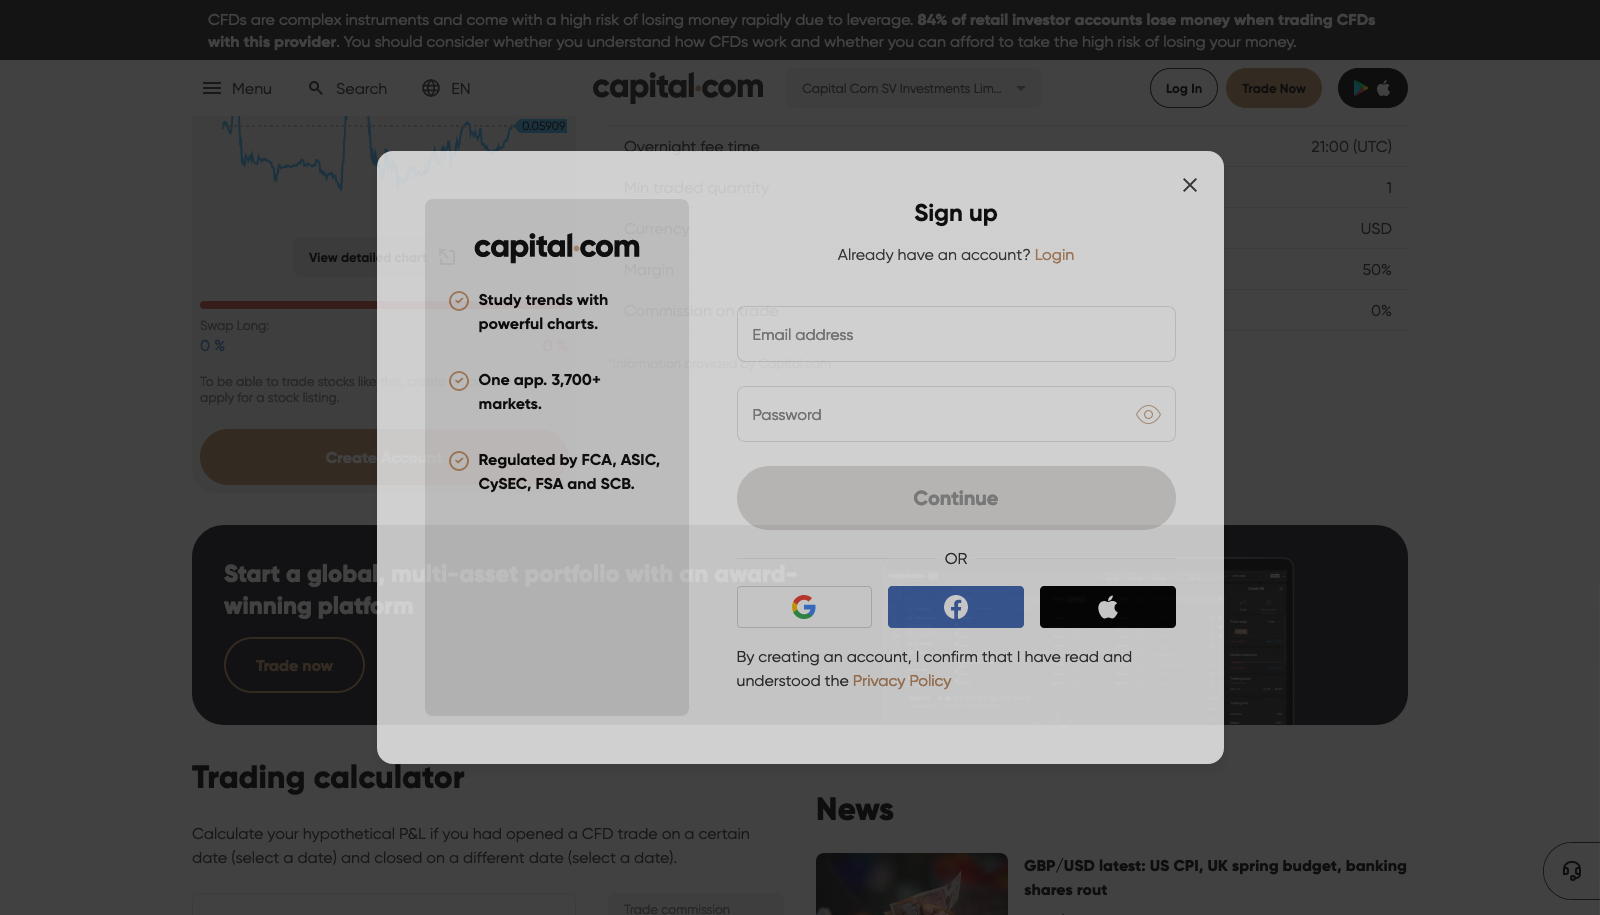 CFDs are complex instruments and come with a high risk of losing money rapidly due to leverage. 84% of retail investor accounts lose money when trading CFDs
with this provider. You should consider whether you understand how CFDs work and whether you can afford to take the high risk of losing your money.
Menu
Search
EN
capital.com
Capital Com SV Investments Lim...
Log In
Trade Now
0.05909
Overnight fee time
21:00 (UTC)
Min traded quantity
1
Currency
USD
Margin
50%
Commission on trade
0%
*Information provided by Capital.com
View detailed chart
Swap Long:
0 %
0 %
To be able to trade stocks like this, create
apply for a stock listing.
Create Account
capital.com
Study trends with
powerful charts.
One app. 3,700+
markets.
Regulated by FCA, ASIC,
CySEC, FSA and SCB.
Sign up
Already have an account? Login
Email address
Password
Continue
OR
By creating an account, I confirm that I have read and
understood the Privacy Policy
Start a global, multi-asset portfolio with an award-
winning platform
Trade now
Trading calculator
Calculate your hypothetical P&L if you had opened a CFD trade on a certain
date (select a date) and closed on a different date (select a date).
Trade commission
News
GBP/USD latest: US CPI, UK spring budget, banking
shares rout